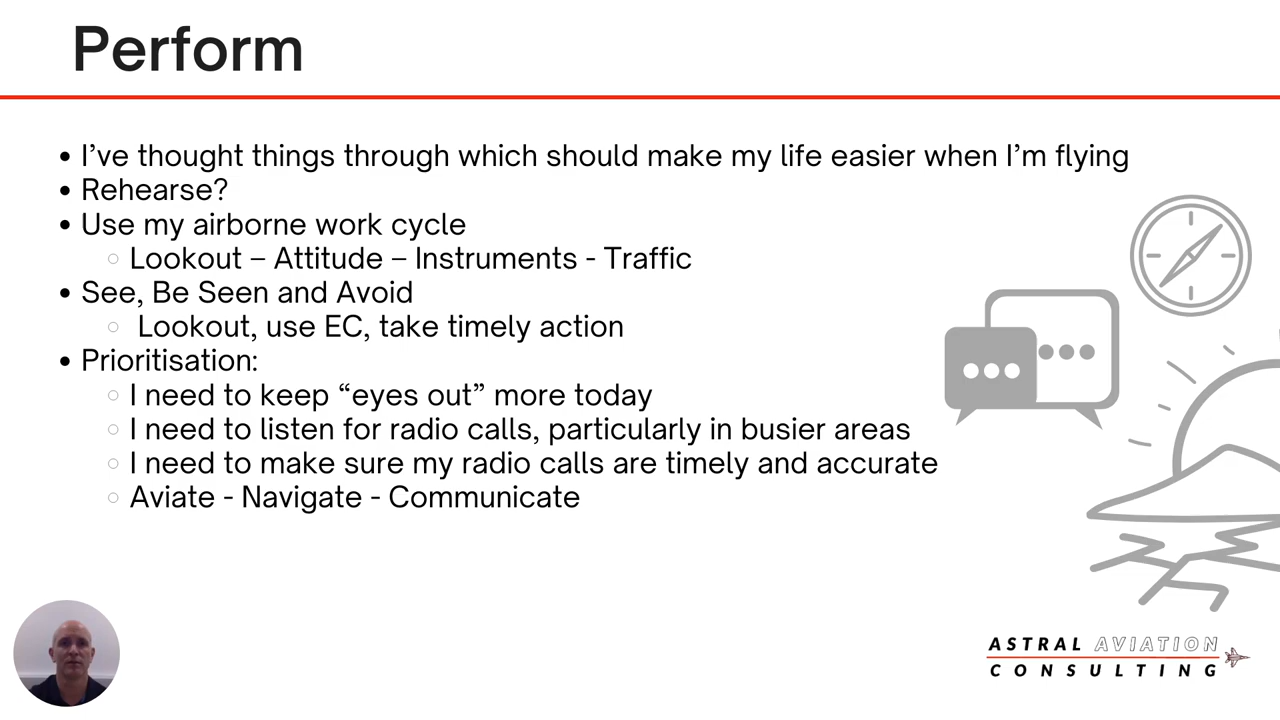 Perform
• I’ve thought things through which should make my life easier when I’m flying
• Rehearse?
• Use my airborne work cycle
○ Lookout – Attitude – Instruments - Traffic
• See, Be Seen and Avoid
○ Lookout, use EC, take timely action
• Prioritisation:
○ I need to keep “eyes out” more today
○ I need to listen for radio calls, particularly in busier areas
○ I need to make sure my radio calls are timely and accurate
○ Aviate - Navigate - Communicate
ASTRAL AVIATION
CONSULTING